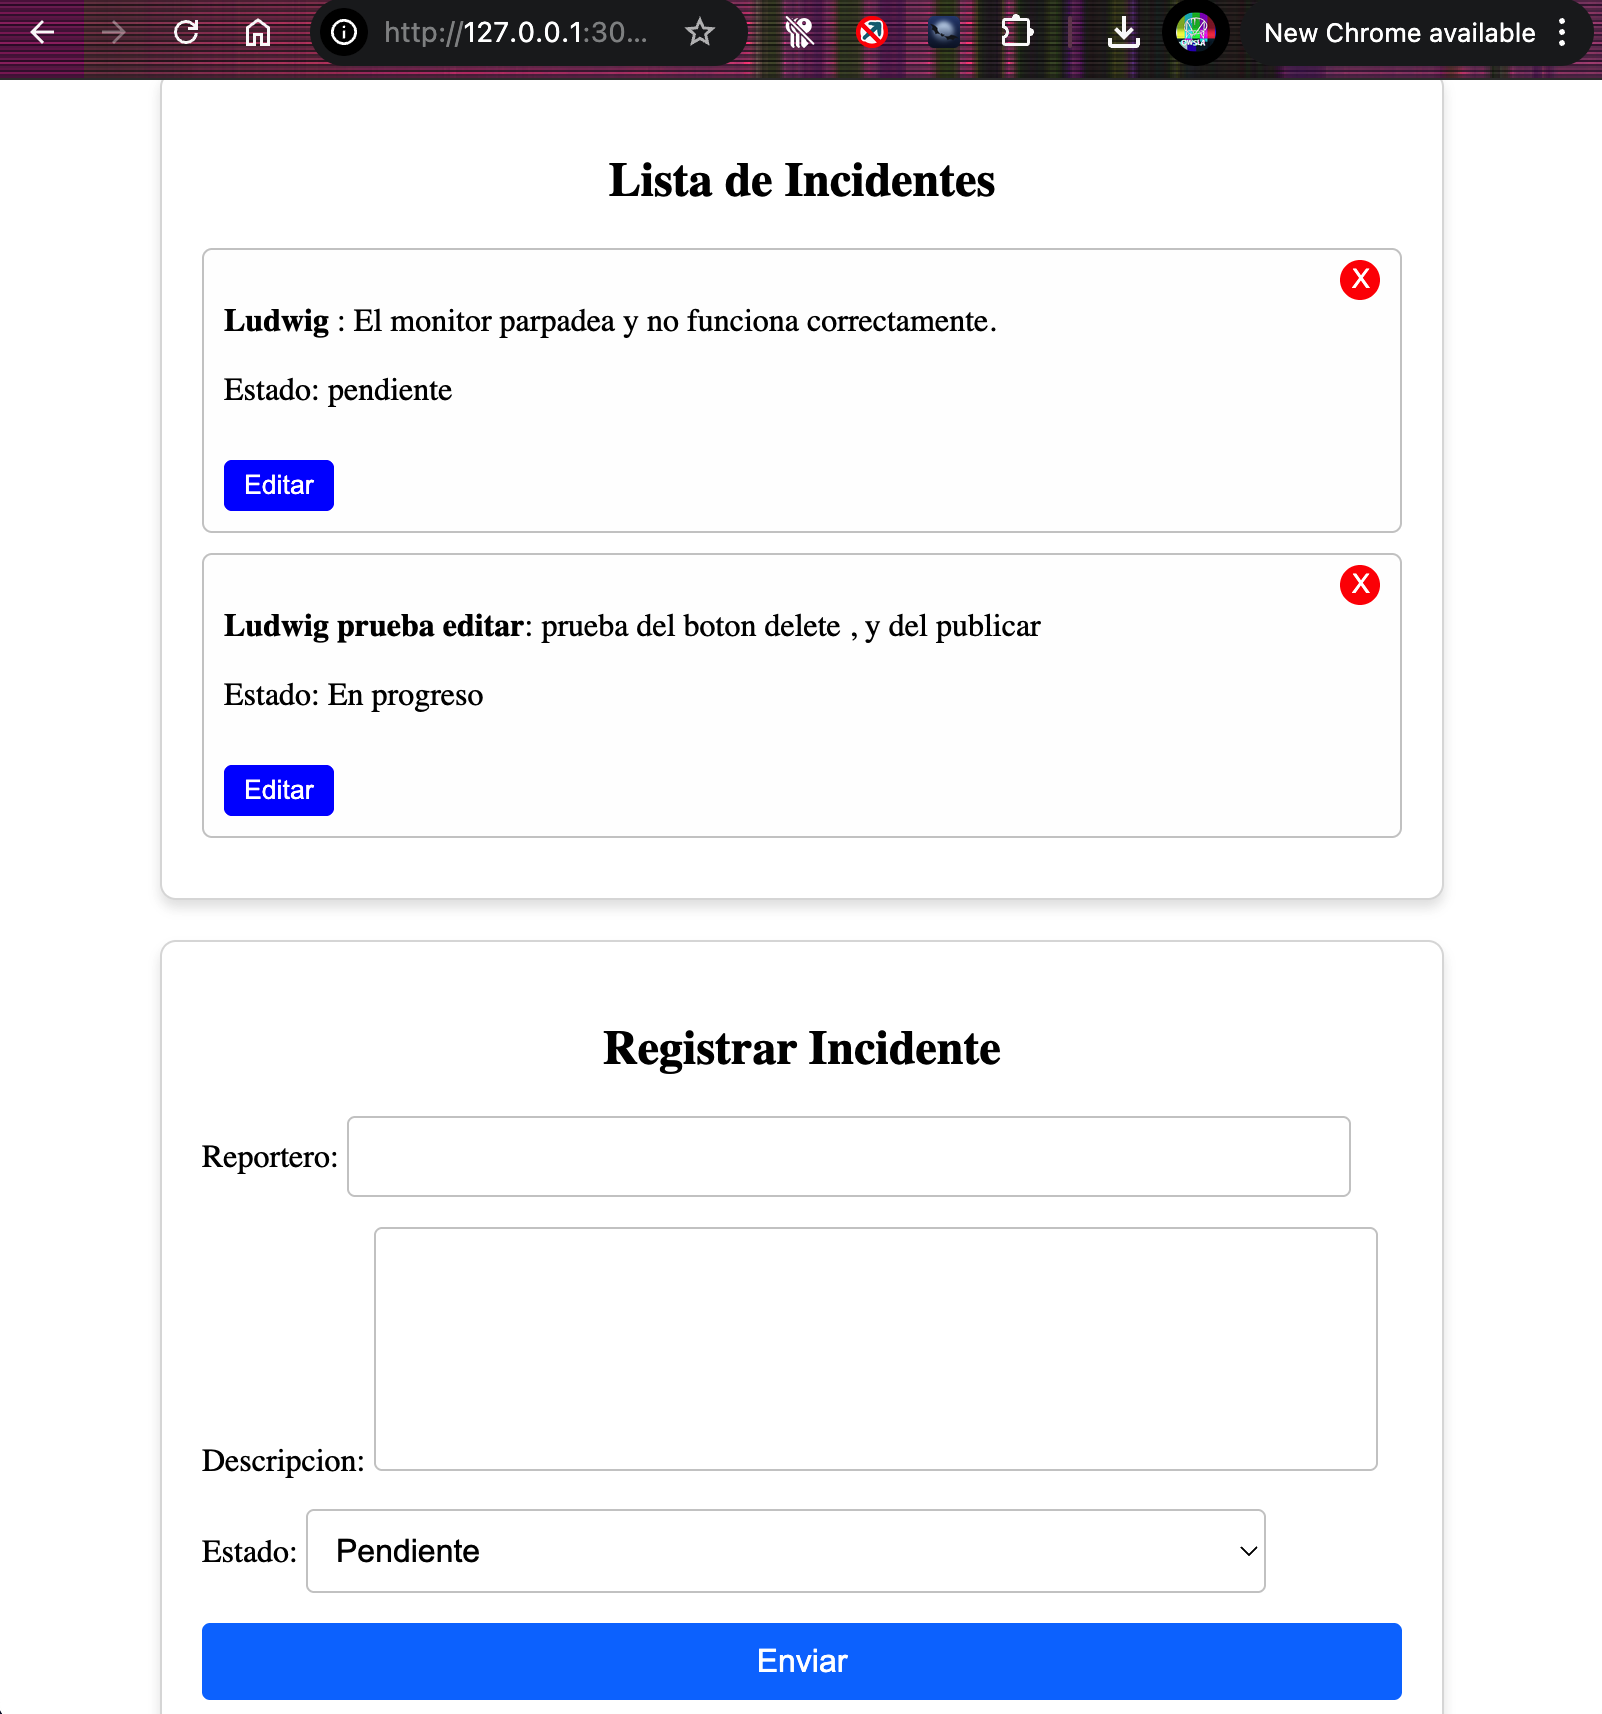 http://127.0.0.1:30...
New Chrome available
Lista de Incidentes
X
Ludwig : El monitor parpadea y no funciona correctamente.
Estado: pendiente
Editar
X
Ludwig prueba editar: prueba del boton delete , y del publicar
Estado: En progreso
Editar
Registrar Incidente
Reportero:
Descripcion:
Estado: Pendiente
Enviar